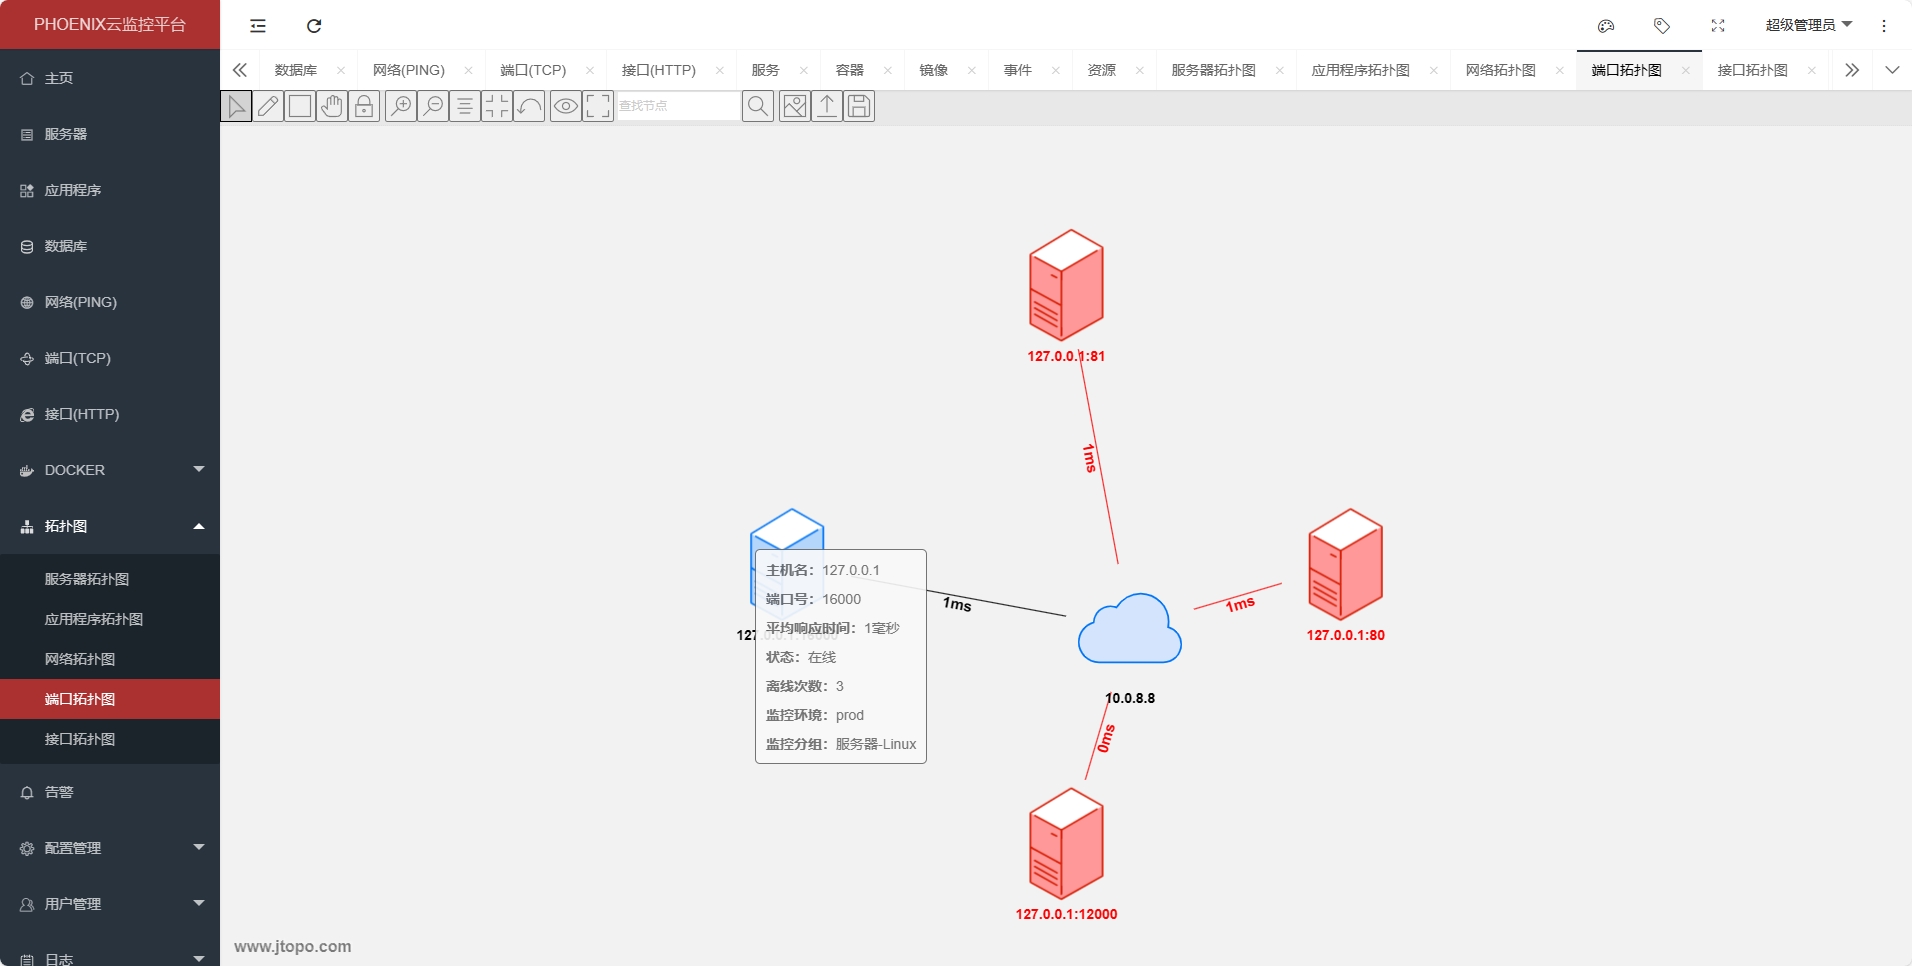 PHOENIX云监控平台
超级管理员
数据库
网络(PING)
端口(TCP)
接口(HTTP)
服务
容器
镜像
事件
资源
服务器拓扑图
应用程序拓扑图
网络拓扑图
端口拓扑图
接口拓扑图
查找节点
主页
服务器
应用程序
数据库
网络(PING)
端口(TCP)
接口(HTTP)
DOCKER
拓扑图
服务器拓扑图
应用程序拓扑图
网络拓扑图
端口拓扑图
接口拓扑图
告警
配置管理
用户管理
日志
127.0.0.1:81
1ms
主机名：127.0.0.1
端口号：16000
平均响应时间：1毫秒
状态：在线
离线次数：3
监控环境：prod
监控分组：服务器-Linux
127.0.0.1:16000
1ms
1ms
127.0.0.1:80
10.0.8.8
0ms
127.0.0.1:12000
www.jtopo.com